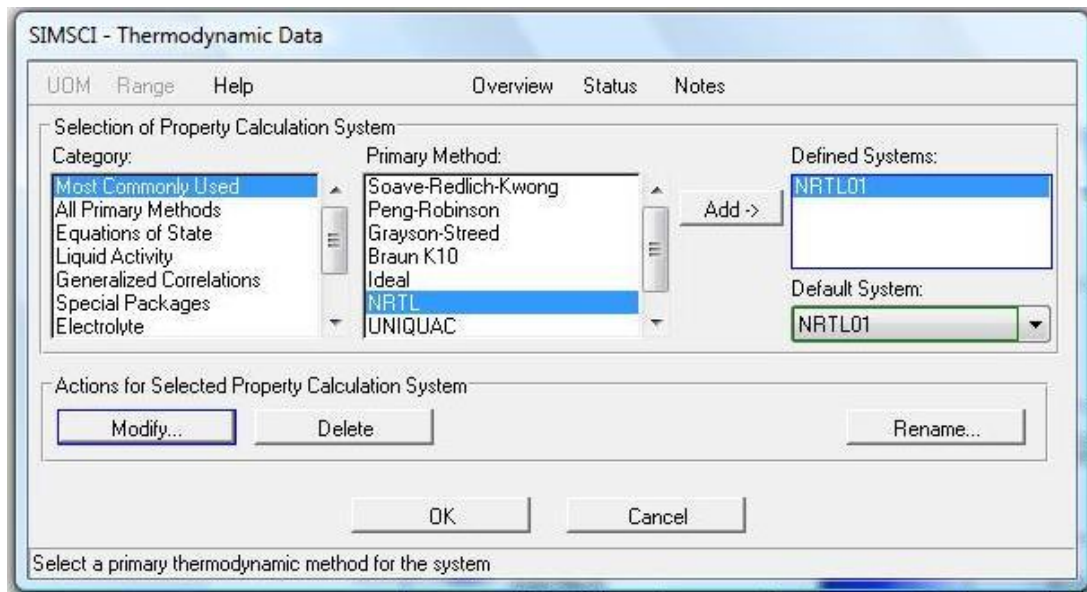 SIMSCI - Thermodynamic Data
UOM Range Help Overview Status Notes
Selection of Property Calculation System
Category: Primary Method: Defined Systems:
Most Commonly Used Soave-Redlich-Kwong NRTL01
All Primary Methods Peng-Robinson Add ->
Equations of State Grayson-Streed
Liquid Activity Braun K10
Generalized Correlations Ideal Default System:
Special Packages NRTL NRTL01
Electrolyte UNIQUAC
Actions for Selected Property Calculation System
Modify... Delete Rename...
OK Cancel
Select a primary thermodynamic method for the system